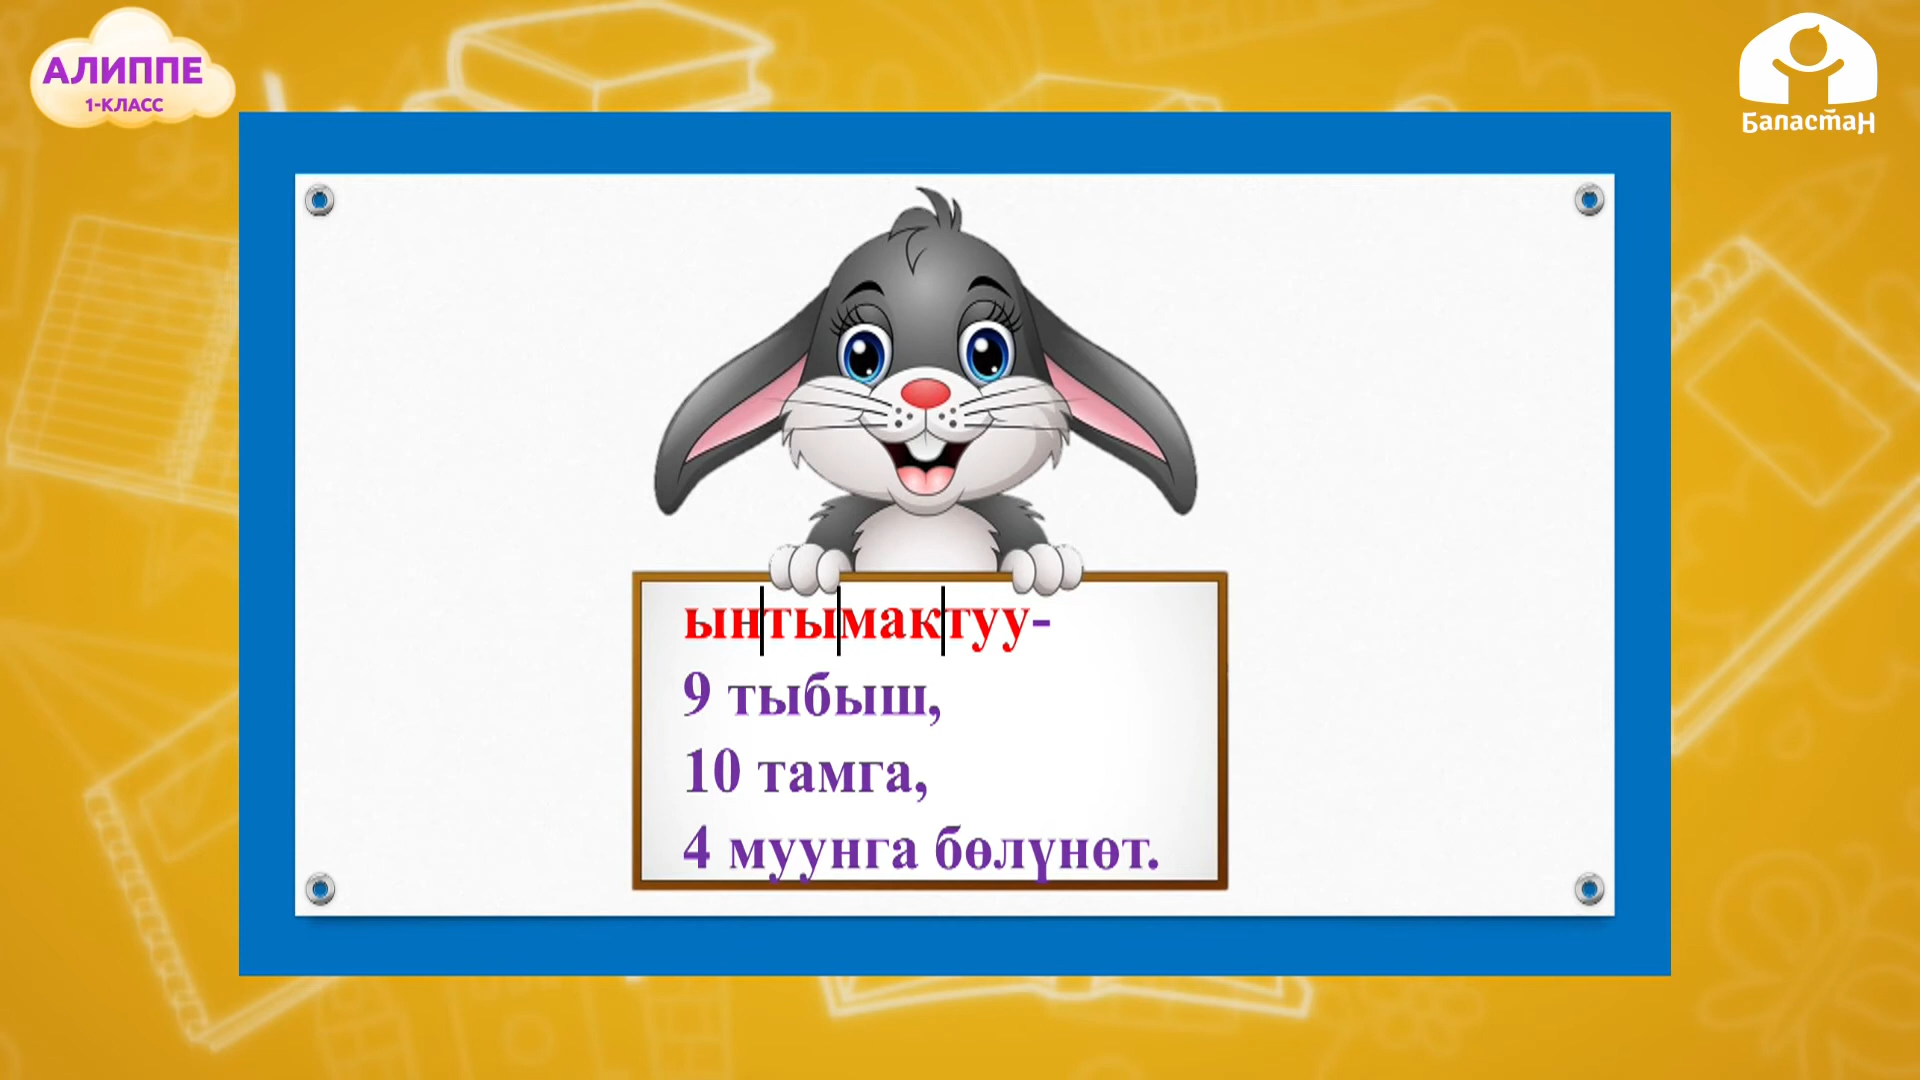 АЛИППЕ
1-КЛАСС
Баластан
ынтымактуу-
9 тыбыш,
10 тамга,
4 муунга бөлүнөт.